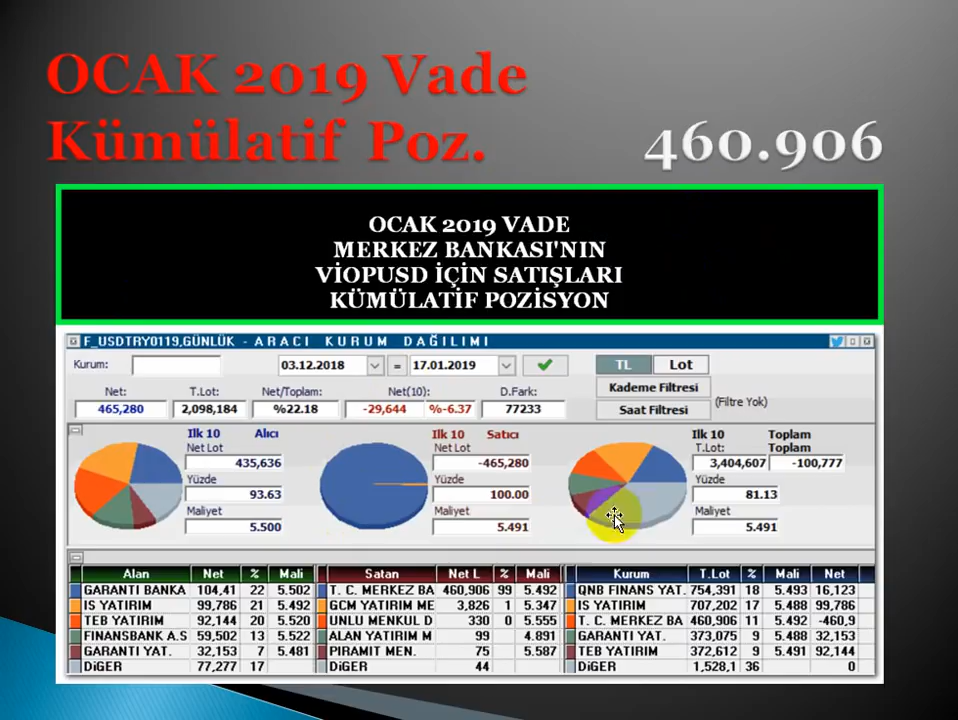 OCAK 2019 Vade
Kümülatif Poz. 460.906
OCAK 2019 VADE
MERKEZ BANKASI'NIN
VİOPUSD İÇİN SATIŞLARI
KÜMÜLATİF POZİSYON
F_USDTRY0119,GÜNLÜK - ARACI KURUM DAĞILIMI
Kurum: 03.12.2018 = 17.01.2019 TL Lot
Kademe Filtresi
Saat Filtresi (Filtre Yok)
Net: T.Lot: Net/Toplam: Net(10): D.Fark:
465,280 2,098,184 %22.18 -29,644 %-6.37 77233
Ilk 10 Alıcı Ilk 10 Satıcı Ilk 10 Toplam
Net Lot Net Lot T.Lot: Toplam
435,636 -465,280 3,404,607 -100,777
Yüzde Yüzde Yüzde
93.63 100.00 81.13
Maliyet Maliyet Maliyet
5.500 5.491 5.491
Alan Net % Mali Satan Net L % Mali Kurum T.Lot % Mali Net
GARANTI BANKA 104,41 22 5.502 T. C. MERKEZ BA 460,906 99 5.492 QNB FINANS YAT. 754,391 18 5.493 16,123
IS YATIRIM 99,786 21 5.492 GCM YATIRIM ME 3,826 1 5.347 IS YATIRIM 707,202 17 5.488 99,786
TEB YATIRIM 92,144 20 5.520 UNLU MENKUL D 330 0 5.555 T. C. MERKEZ BA 460,906 11 5.492 -460,9
FINANSBANK A.S 59,502 13 5.522 ALAN YATIRIM M 99 4.891 GARANTI YAT. 373,075 9 5.488 32,153
GARANTI YAT. 32,153 7 5.481 PIRAMIT MEN. 75 5.587 TEB YATIRIM 372,612 9 5.491 92,144
DiGER 77,277 17 DiGER 44 DiGER 1,528,1 36 0